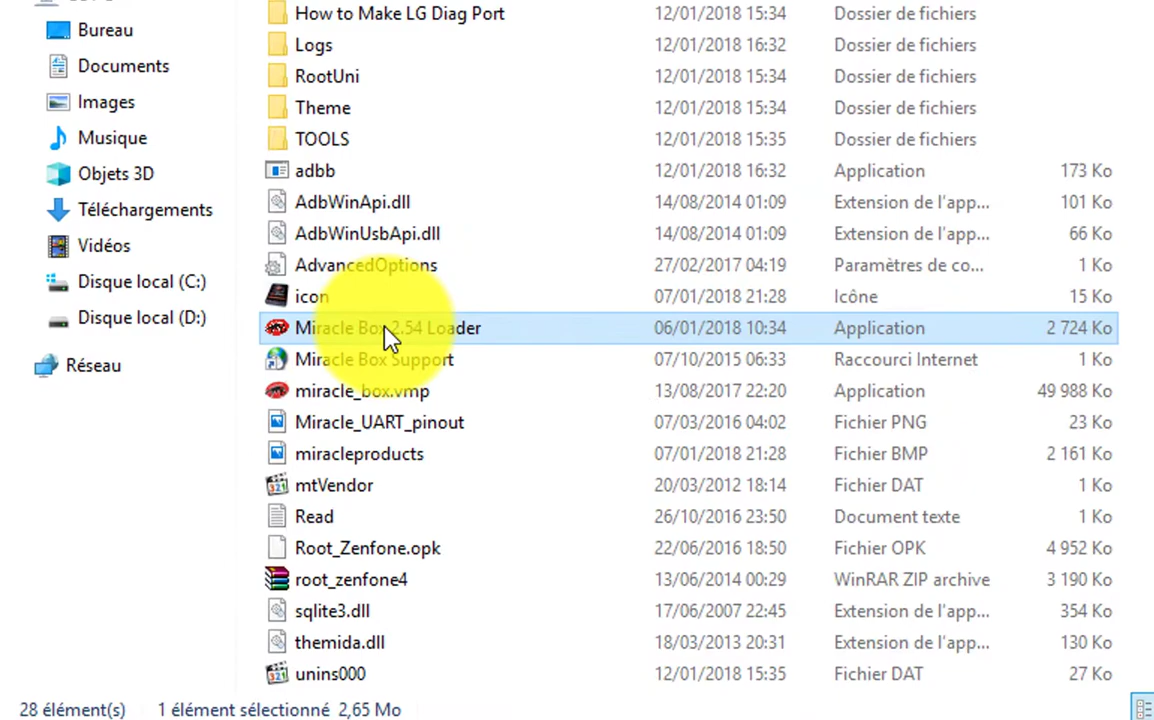 Bureau
Documents
Images
Musique
Objets 3D
Téléchargements
Vidéos
Disque local (C:)
Disque local (D:)
Réseau
How to Make LG Diag Port 12/01/2018 15:34 Dossier de fichiers
Logs 12/01/2018 16:32 Dossier de fichiers
RootUni 12/01/2018 15:34 Dossier de fichiers
Theme 12/01/2018 15:34 Dossier de fichiers
TOOLS 12/01/2018 15:35 Dossier de fichiers
adbb 12/01/2018 16:32 Application 173 Ko
AdbWinApi.dll 14/08/2014 01:09 Extension de l'app... 101 Ko
AdbWinUsbApi.dll 14/08/2014 01:09 Extension de l'app... 66 Ko
AdvancedOptions 27/02/2017 04:19 Paramètres de co... 1 Ko
icon 07/01/2018 21:28 Icône 15 Ko
Miracle Box 2.54 Loader 06/01/2018 10:34 Application 2 724 Ko
Miracle Box Support 07/10/2015 06:33 Raccourci Internet 1 Ko
miracle_box.vmp 13/08/2017 22:20 Application 49 988 Ko
Miracle_UART_pinout 07/03/2016 04:02 Fichier PNG 23 Ko
miracleproducts 07/01/2018 21:28 Fichier BMP 2 161 Ko
mtVendor 20/03/2012 18:14 Fichier DAT 1 Ko
Read 26/10/2016 23:50 Document texte 1 Ko
Root_Zenfone.opk 22/06/2016 18:50 Fichier OPK 4 952 Ko
root_zenfone4 13/06/2014 00:29 WinRAR ZIP archive 3 190 Ko
sqlite3.dll 17/06/2007 22:45 Extension de l'app... 354 Ko
themida.dll 18/03/2013 20:31 Extension de l'app... 130 Ko
unins000 12/01/2018 15:35 Fichier DAT 27 Ko
28 élément(s) 1 élément sélectionné 2,65 Mo